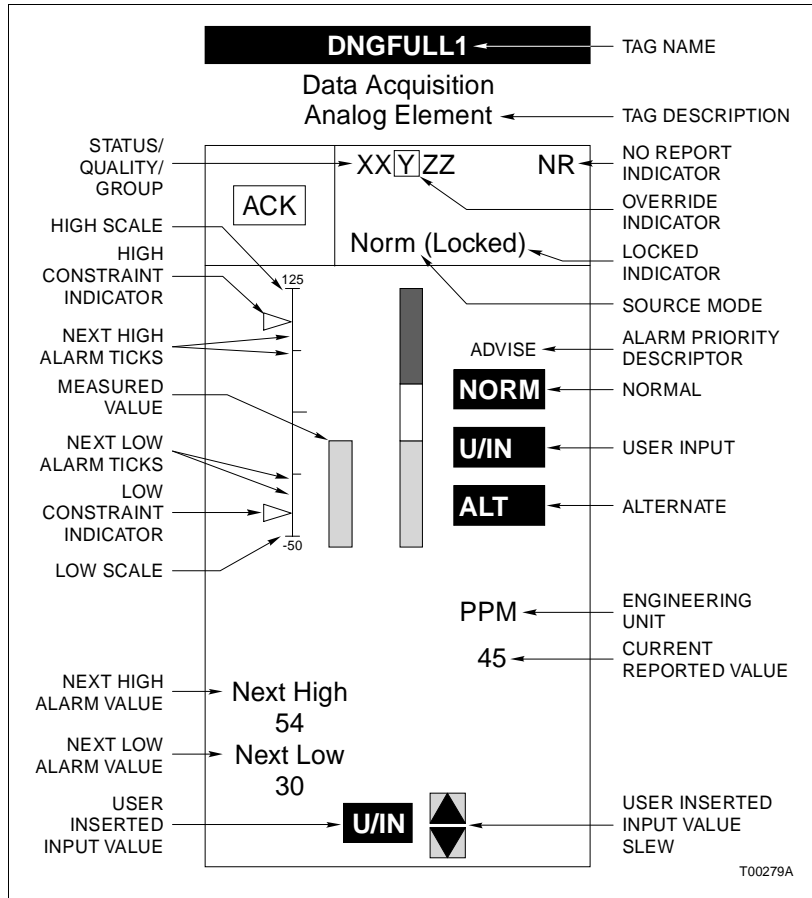 DNGFULL1
TAG NAME
Data Acquisition
Analog Element
TAG DESCRIPTION
STATUS/
QUALITY/
GROUP
XX Y ZZ
NR
NO REPORT
INDICATOR
ACK
OVERRIDE
INDICATOR
HIGH SCALE
Norm (Locked)
LOCKED
INDICATOR
HIGH
CONSTRAINT
INDICATOR
125
SOURCE MODE
NEXT HIGH
ALARM TICKS
ADVISE
ALARM PRIORITY
DESCRIPTOR
MEASURED
VALUE
NORM
NORMAL
NEXT LOW
ALARM TICKS
U/IN
USER INPUT
LOW
CONSTRAINT
INDICATOR
ALT
ALTERNATE
-50
LOW SCALE
PPM
ENGINEERING
UNIT
45
CURRENT
REPORTED VALUE
NEXT HIGH
ALARM VALUE
Next High
54
NEXT LOW
ALARM VALUE
Next Low
30
USER
INSERTED
INPUT VALUE
U/IN
USER INSERTED
INPUT VALUE
SLEW
T00279A